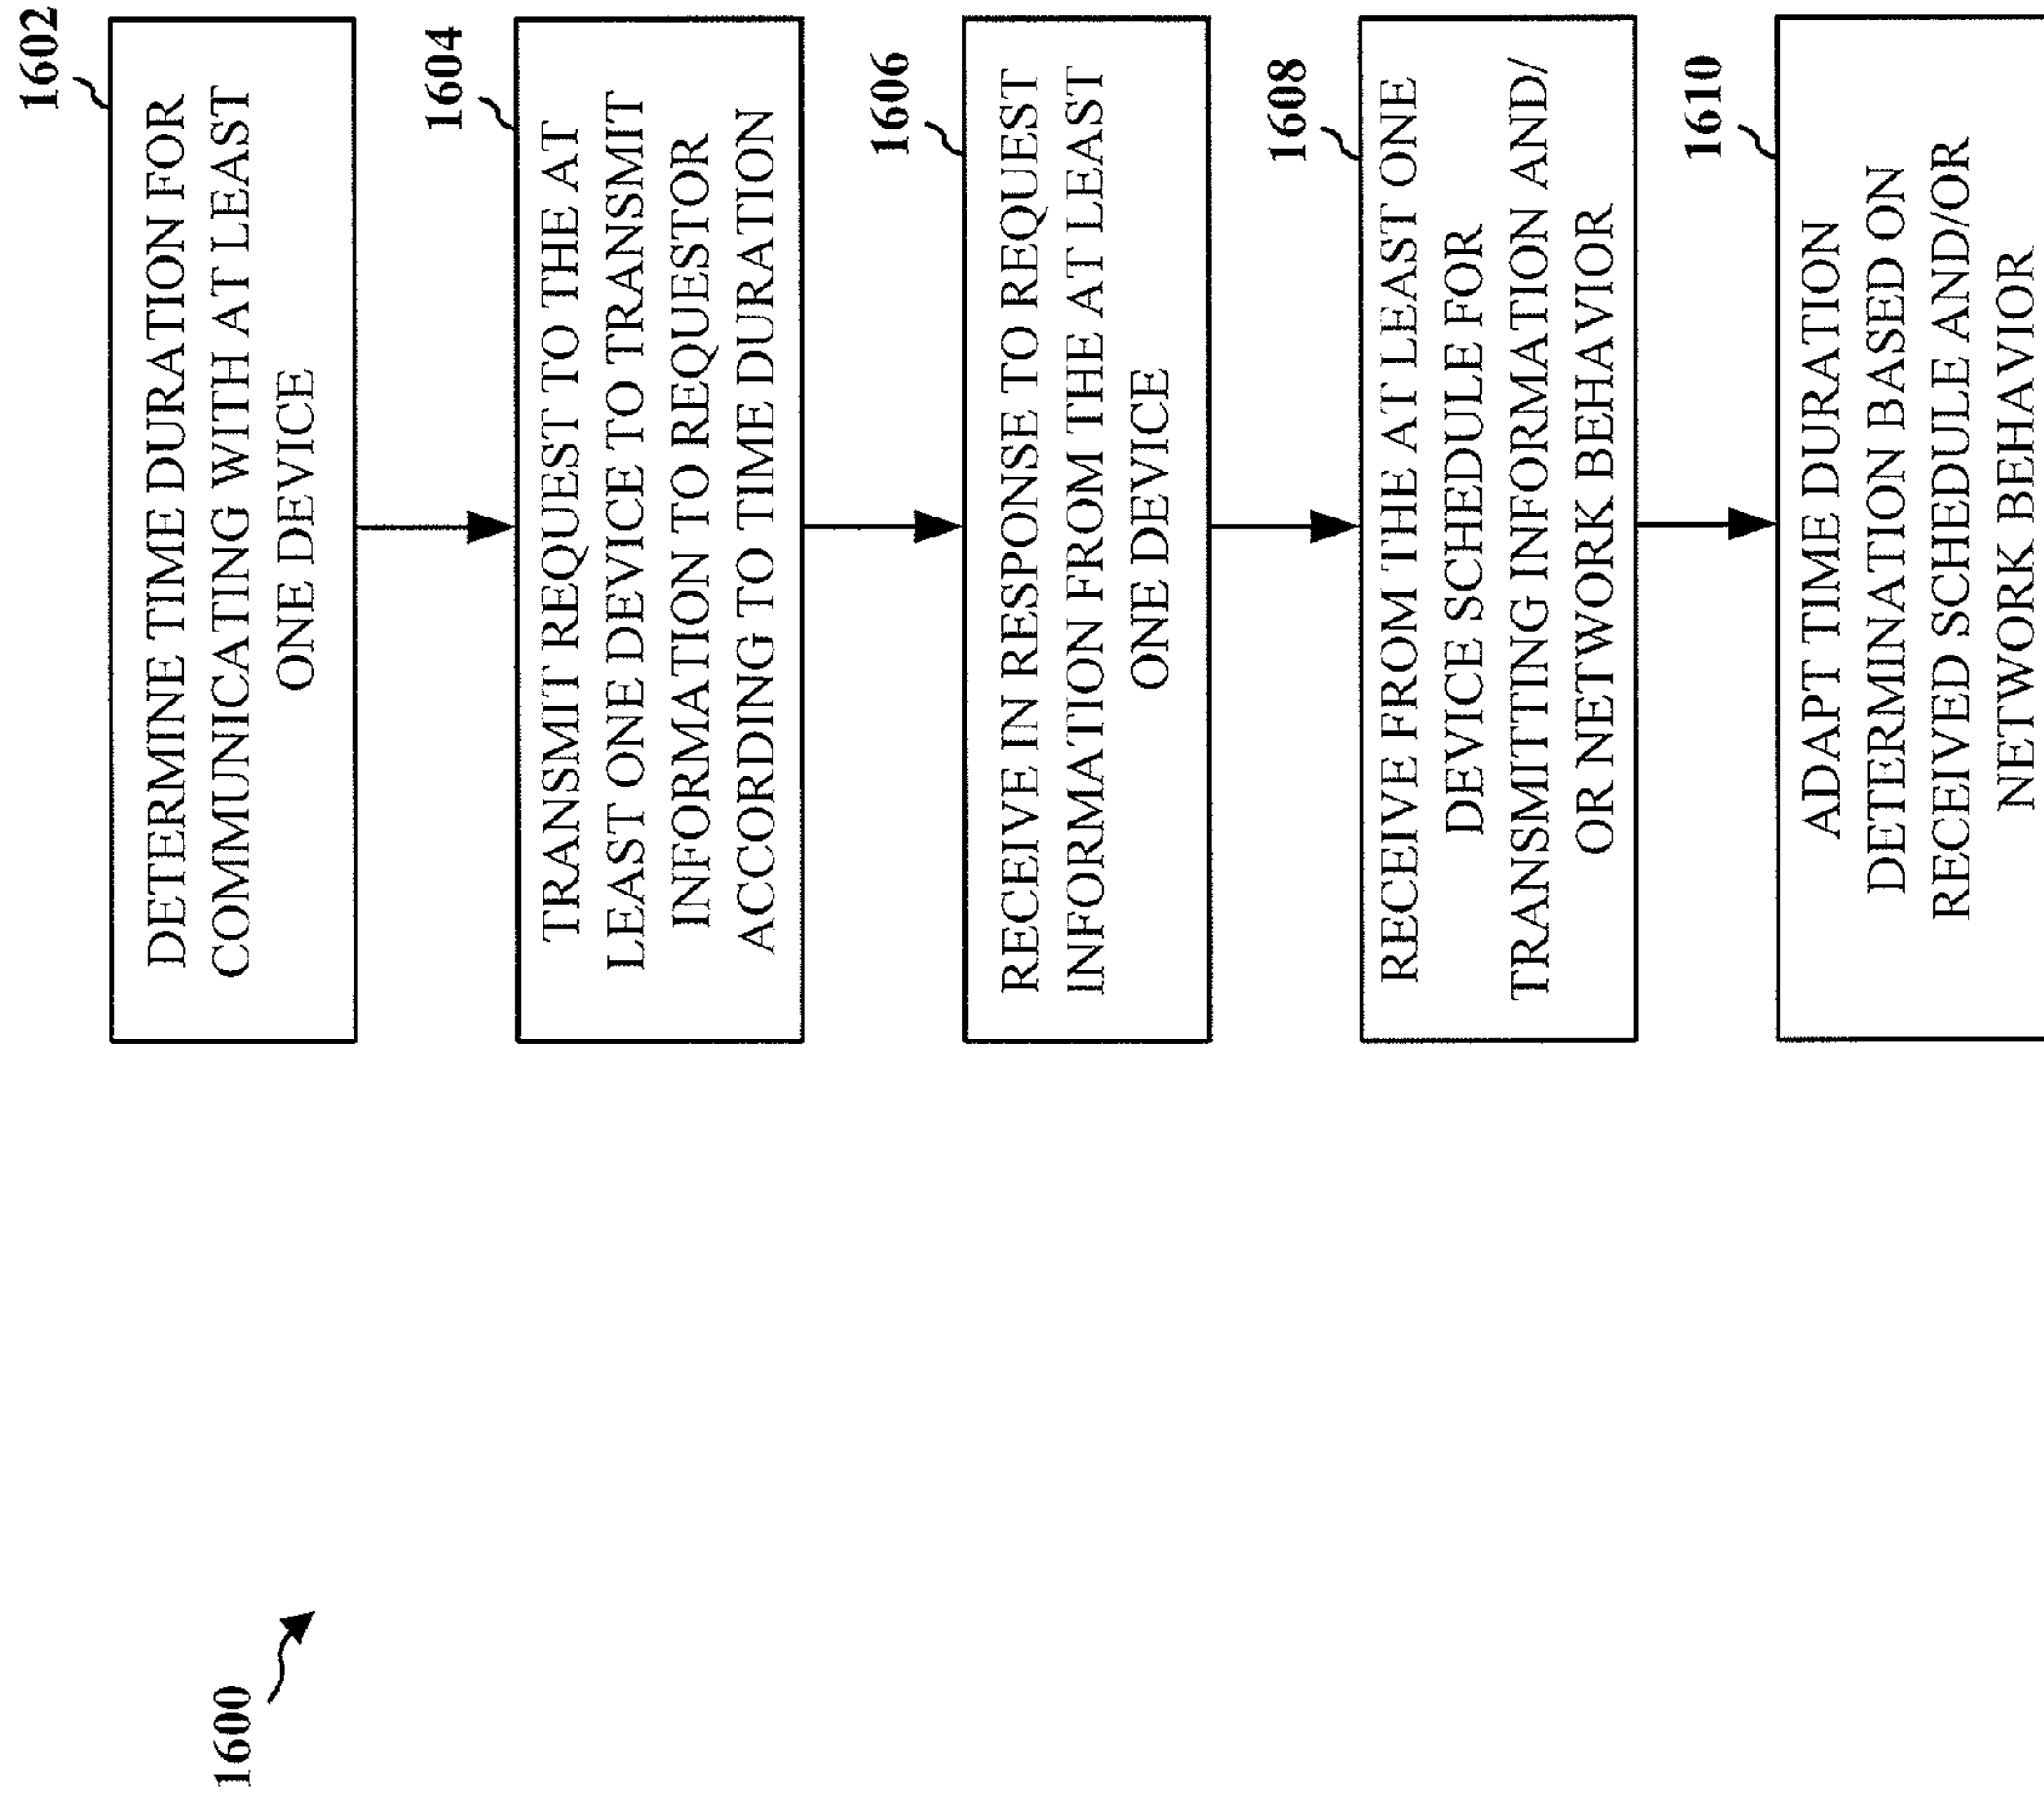 1600
1602
DETERMINE TIME DURATION FOR
COMMUNICATING WITH AT LEAST
ONE DEVICE
1604
TRANSMIT REQUEST TO THE AT
LEAST ONE DEVICE TO TRANSMIT
INFORMATION TO REQUESTOR
ACCORDING TO TIME DURATION
1606
RECEIVE IN RESPONSE TO REQUEST
INFORMATION FROM THE AT LEAST
ONE DEVICE
1608
RECEIVE FROM THE AT LEAST ONE
DEVICE SCHEDULE FOR
TRANSMITTING INFORMATION AND/
OR NETWORK BEHAVIOR
1610
ADAPT TIME DURATION
DETERMINATION BASED ON
RECEIVED SCHEDULE AND/OR
NETWORK BEHAVIOR